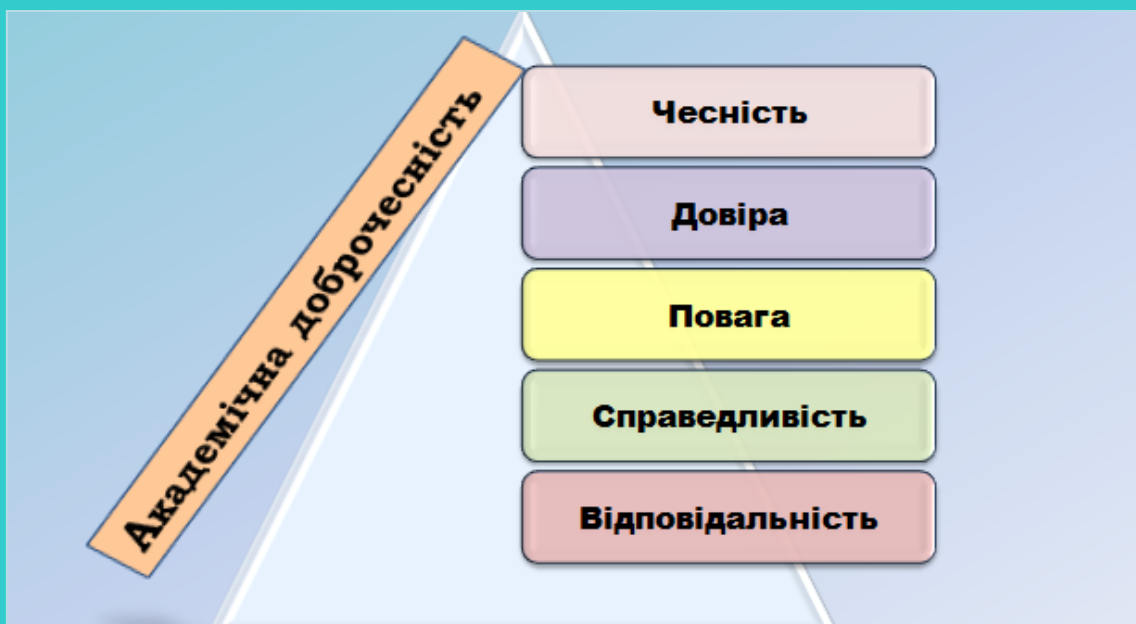 Академічна доброчесність
Чесність
Довіра
Повага
Справедливість
Відповідальність